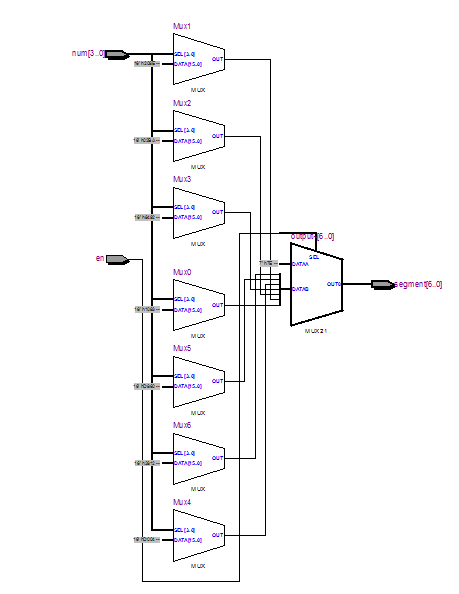 Mux1
num[3..0]
SEL[3..0]
DATA[15..0]
OUT
MUX
Mux2
SEL[3..0]
DATA[15..0]
OUT
MUX
Mux3
SEL[3..0]
DATA[15..0]
OUT
MUX
output[6..0]
SEL
en
DATAA
DATAB
OUT0
segment[6..0]
MUX21
Mux0
SEL[3..0]
DATA[15..0]
OUT
MUX
Mux5
SEL[3..0]
DATA[15..0]
OUT
MUX
Mux6
SEL[3..0]
DATA[15..0]
OUT
MUX
Mux4
SEL[3..0]
DATA[15..0]
OUT
MUX